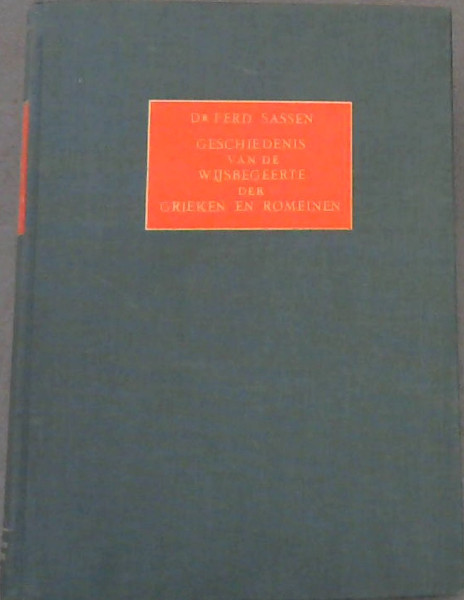 DR FERD SASSEN
GESCHIEDENIS
VAN DE
WIJSBEGEERTE
DER
GRIEKEN EN ROMEINEN